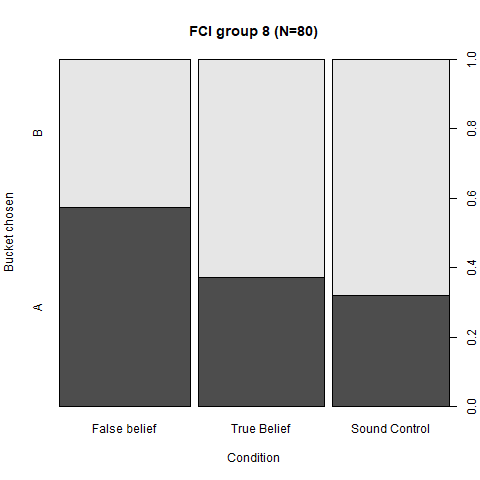 FCI group 8 (N=80)
Bucket chosen
B
A
1.0
0.8
0.6
0.4
0.2
0.0
False belief
True Belief
Sound Control
Condition